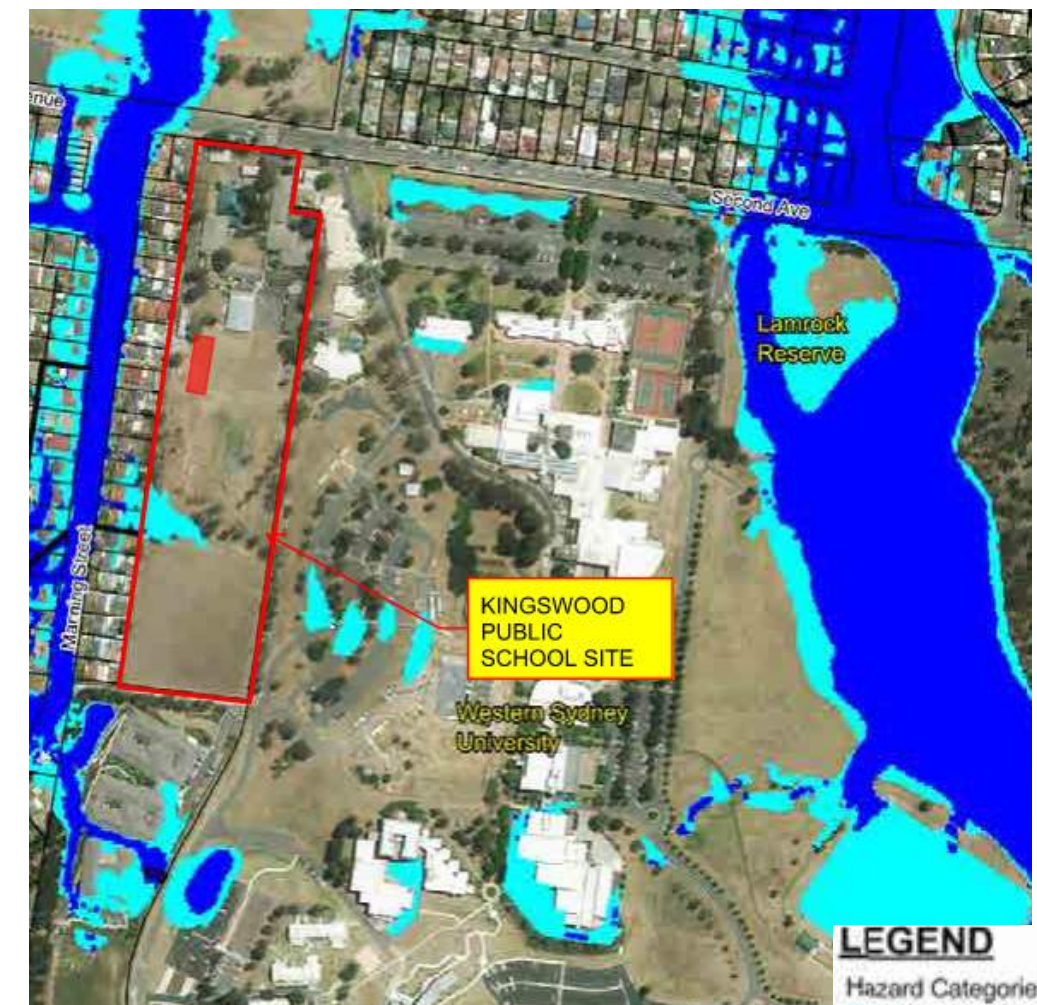 enue
Second Ave
Lamrock
Reserve
Manning Street
KINGSWOOD
PUBLIC
SCHOOL SITE
Western Sydney
University
LEGEND
Hazard Categorie